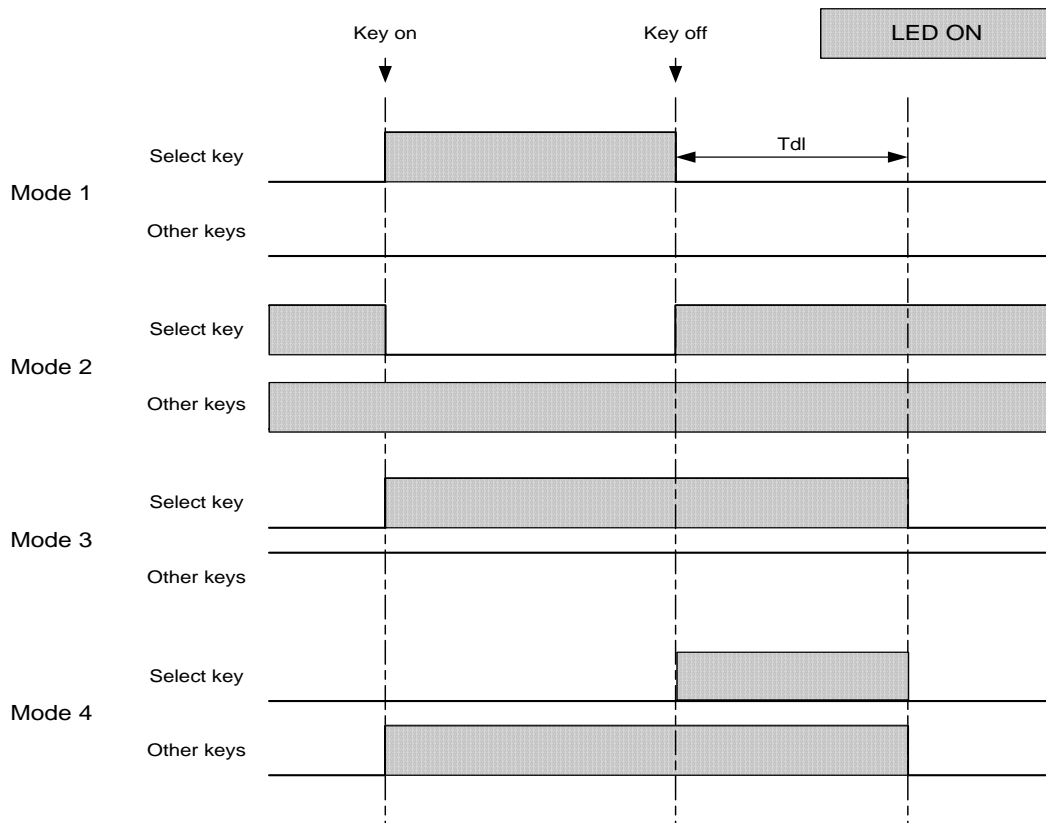 Key on
Key off
LED ON
Tdl
Mode 1
Select key
Other keys
Mode 2
Select key
Other keys
Mode 3
Select key
Other keys
Mode 4
Select key
Other keys